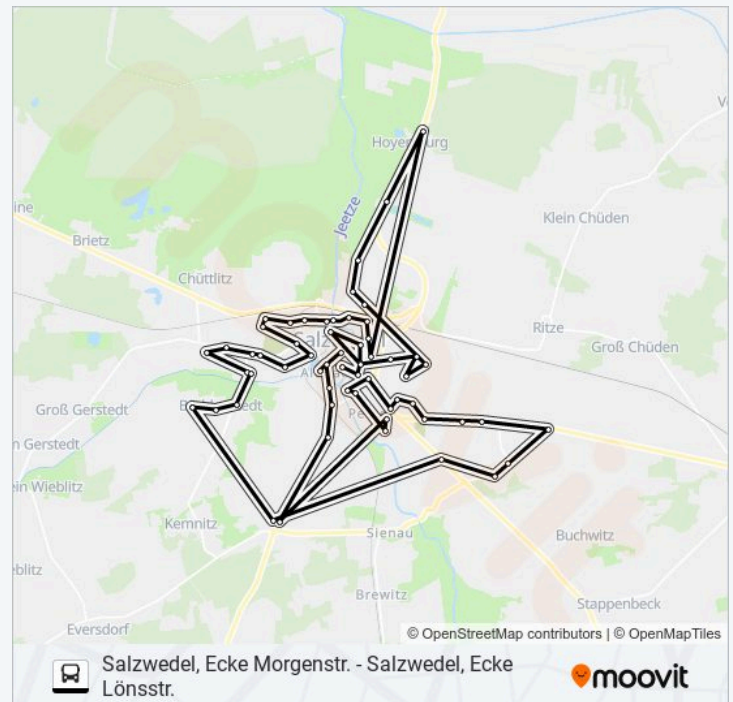 Hoyersburg
Jeetze
Klein Chüden
Brietz
Chüttlitz
Ritze
Groß Chüden
Groß Gerstedt
Kemnitz
Sienau
Buchwitz
Brewitz
Stappenbeck
Eversdorf
© OpenStreetMap contributors | © OpenMapTiles
Salzwedel, Ecke Morgenstr. - Salzwedel, Ecke
Lönsstr.
moovit